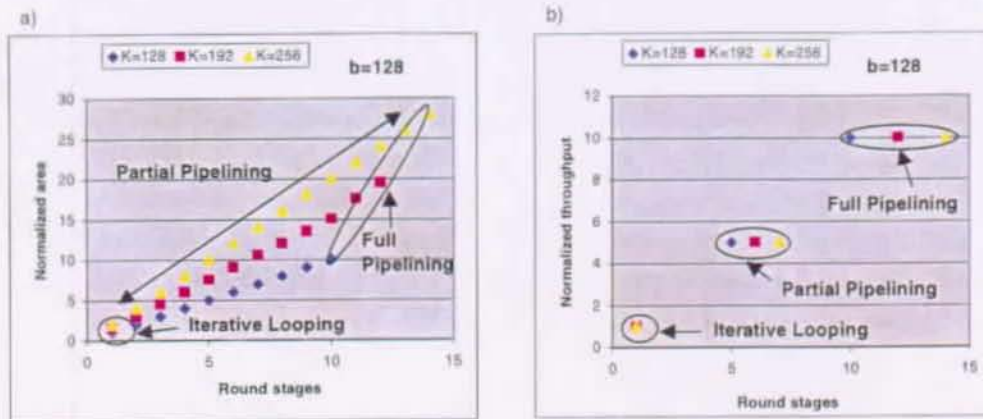 a)
K=128 K=192 K=256
b=128
Normalized area
30
25
20
15
10
5
0
0
5
10
15
Round stages
Partial Pipelining
Full
Pipelining
Iterative Looping
b)
K=128 K=192 K=256
b=128
Normalized throughput
12
10
8
6
4
2
0
0
5
10
15
Round stages
Full Pipelining
Partial Pipelining
Iterative Looping